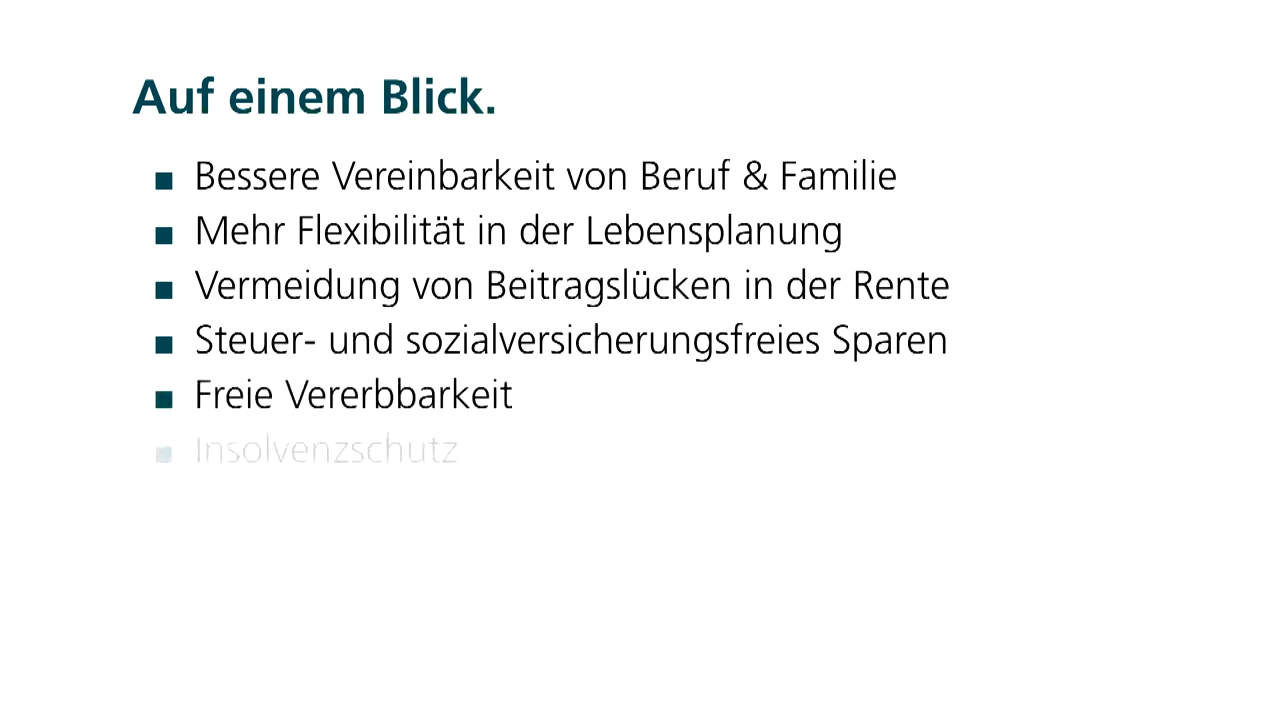 Auf einem Blick.
Bessere Vereinbarkeit von Beruf & Familie
Mehr Flexibilität in der Lebensplanung
Vermeidung von Beitragslücken in der Rente
Steuer- und sozialversicherungsfreies Sparen
Freie Vererbbarkeit
Insolvenzschutz